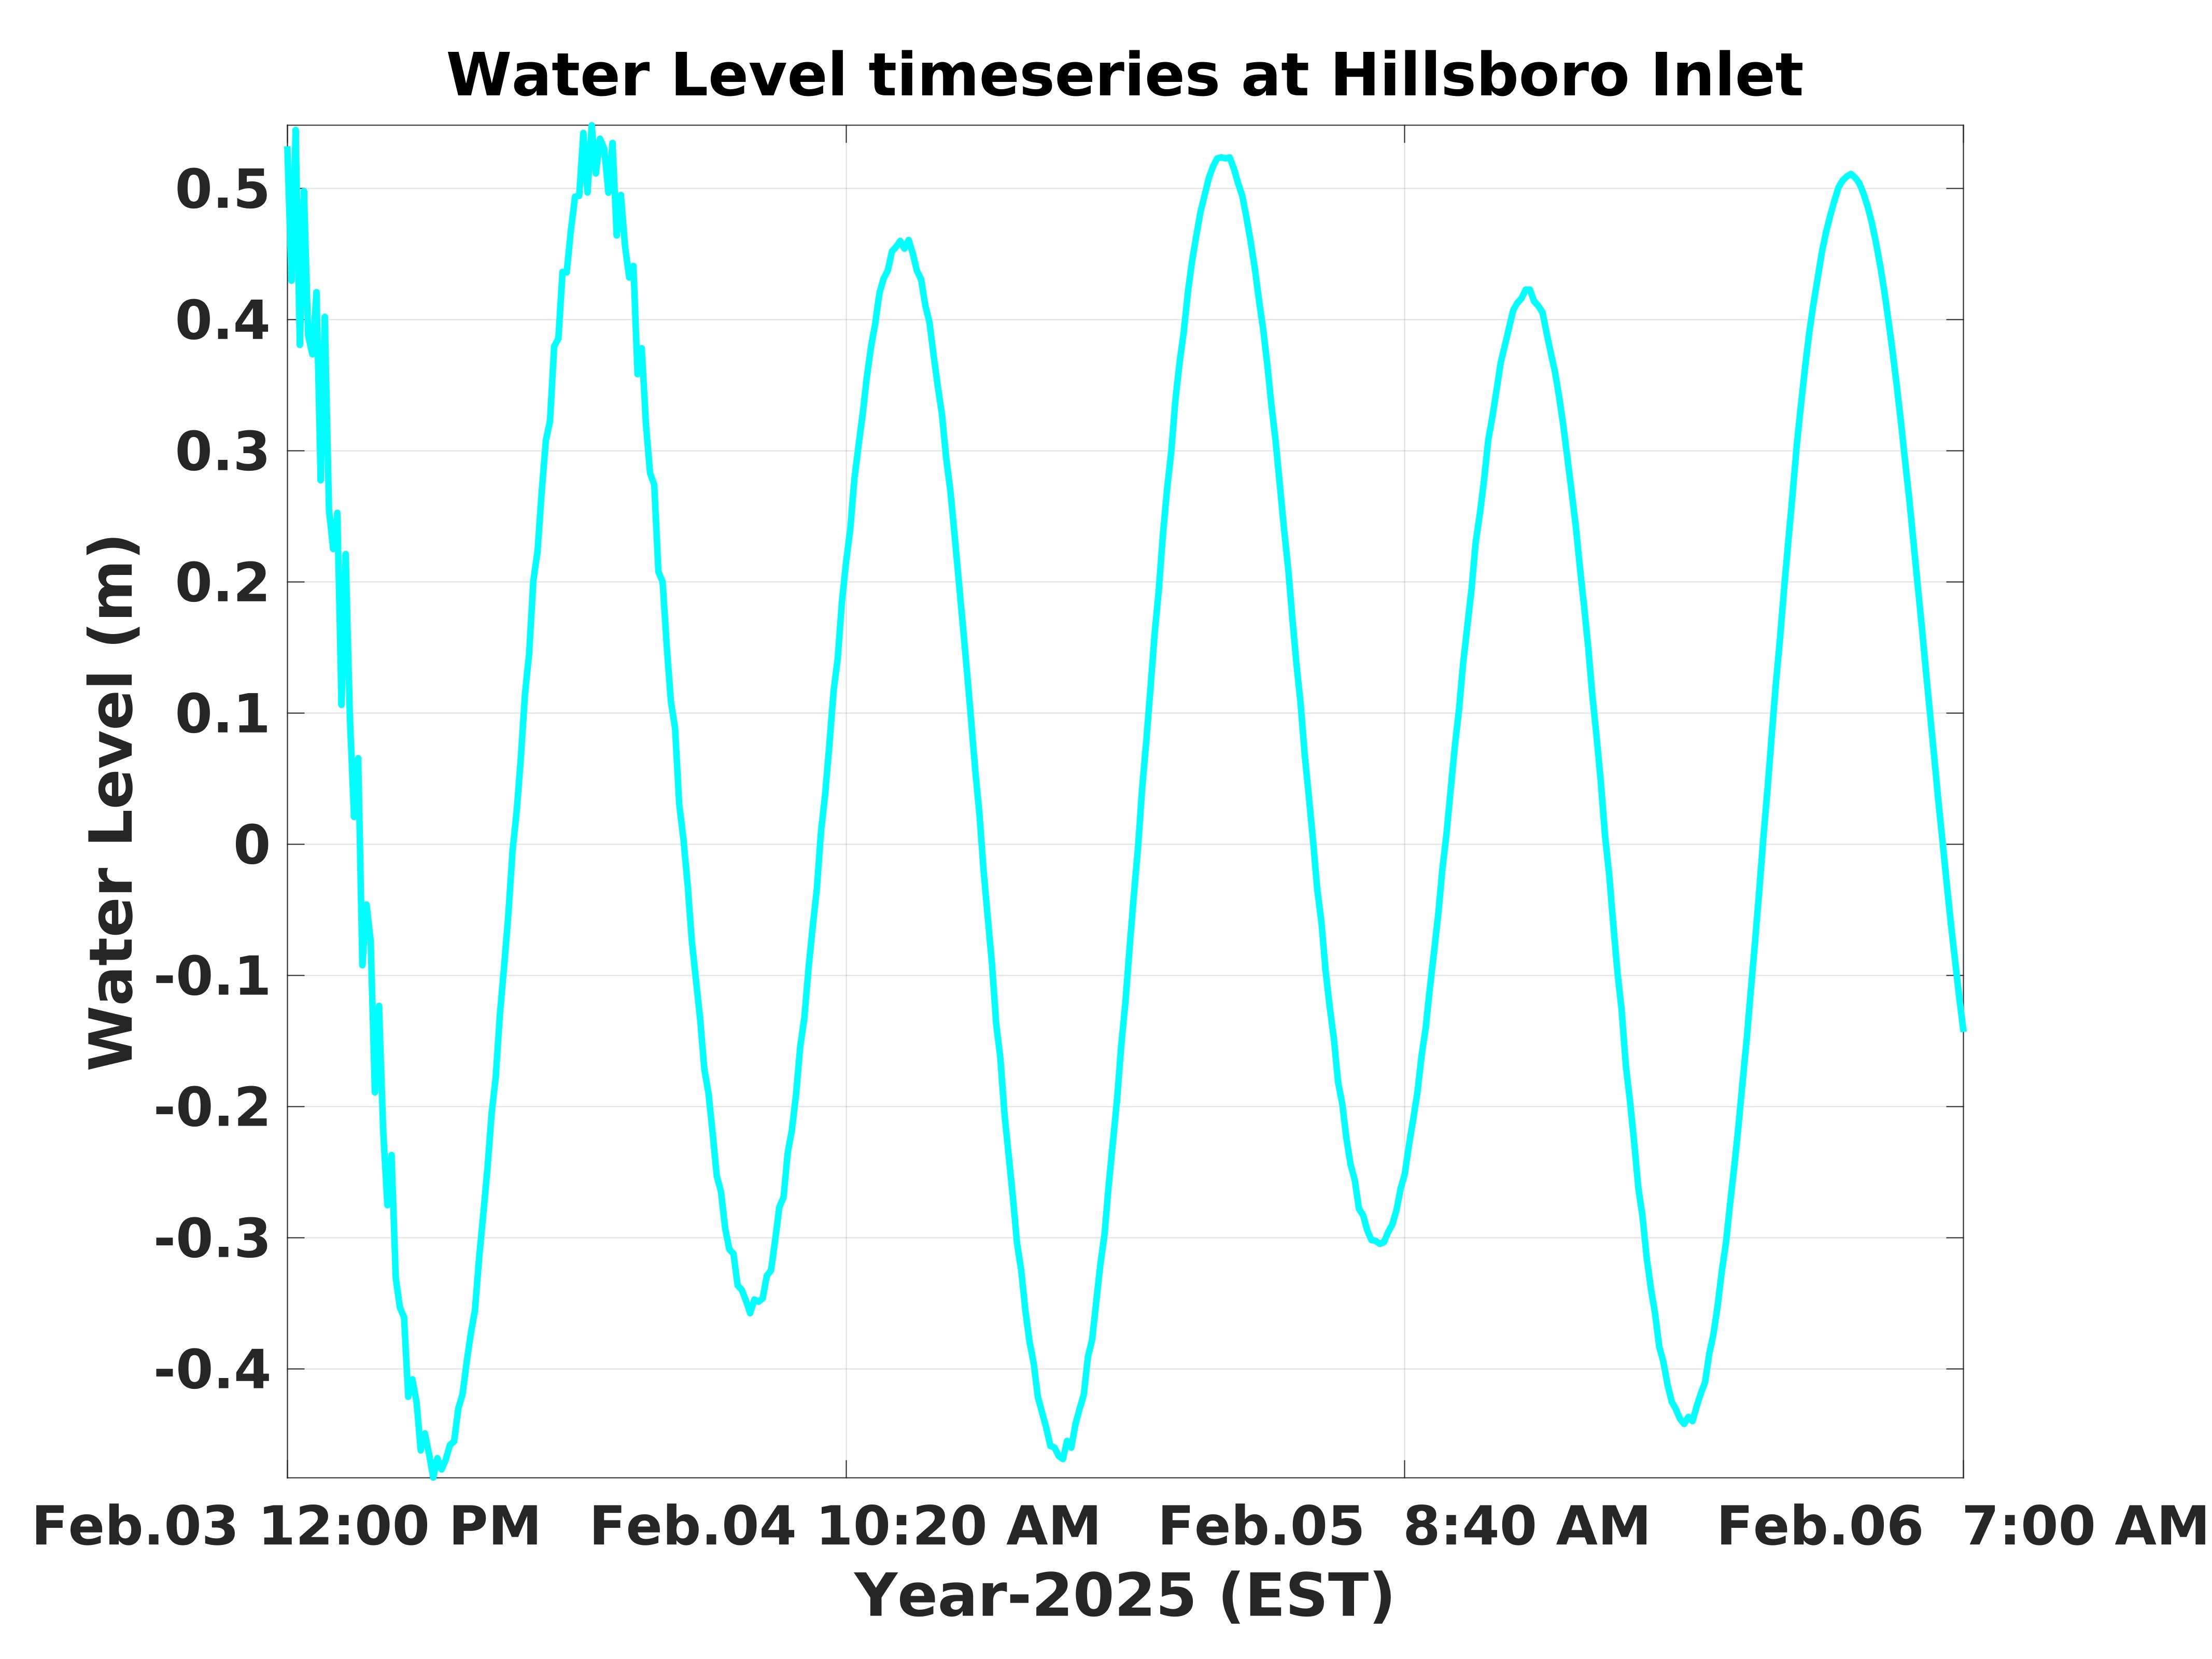 Water Level timeseries at Hillsboro Inlet
0.5
0.4
0.3
0.2
0.1
0
-0.1
-0.2
-0.3
-0.4
Water Level (m)
Feb.03 12:00 PM Feb.04 10:20 AM Feb.05 8:40 AM Feb.06 7:00 AM
Year-2025 (EST)